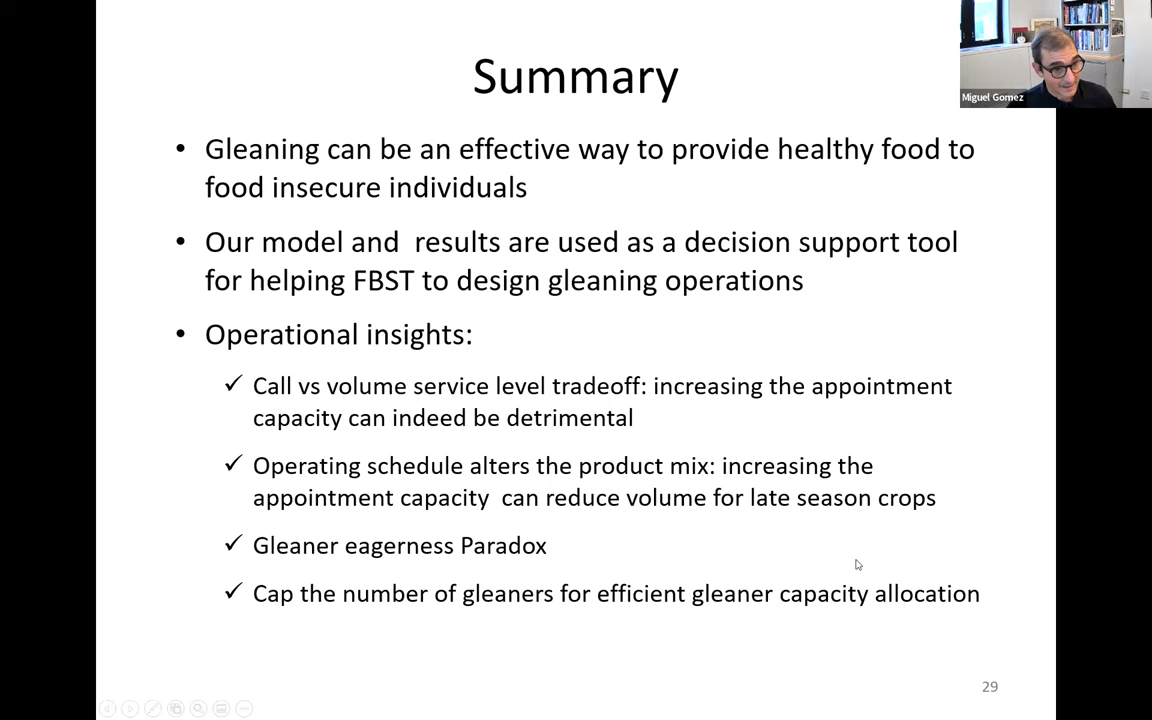 Summary
Miguel Gomez
• Gleaning can be an effective way to provide healthy food to
food insecure individuals
• Our model and  results are used as a decision support tool
for helping FBST to design gleaning operations
• Operational insights:
✓ Call vs volume service level tradeoff: increasing the appointment
capacity can indeed be detrimental
✓ Operating schedule alters the product mix: increasing the
appointment capacity  can reduce volume for late season crops
✓ Gleaner eagerness Paradox
✓ Cap the number of gleaners for efficient gleaner capacity allocation
29